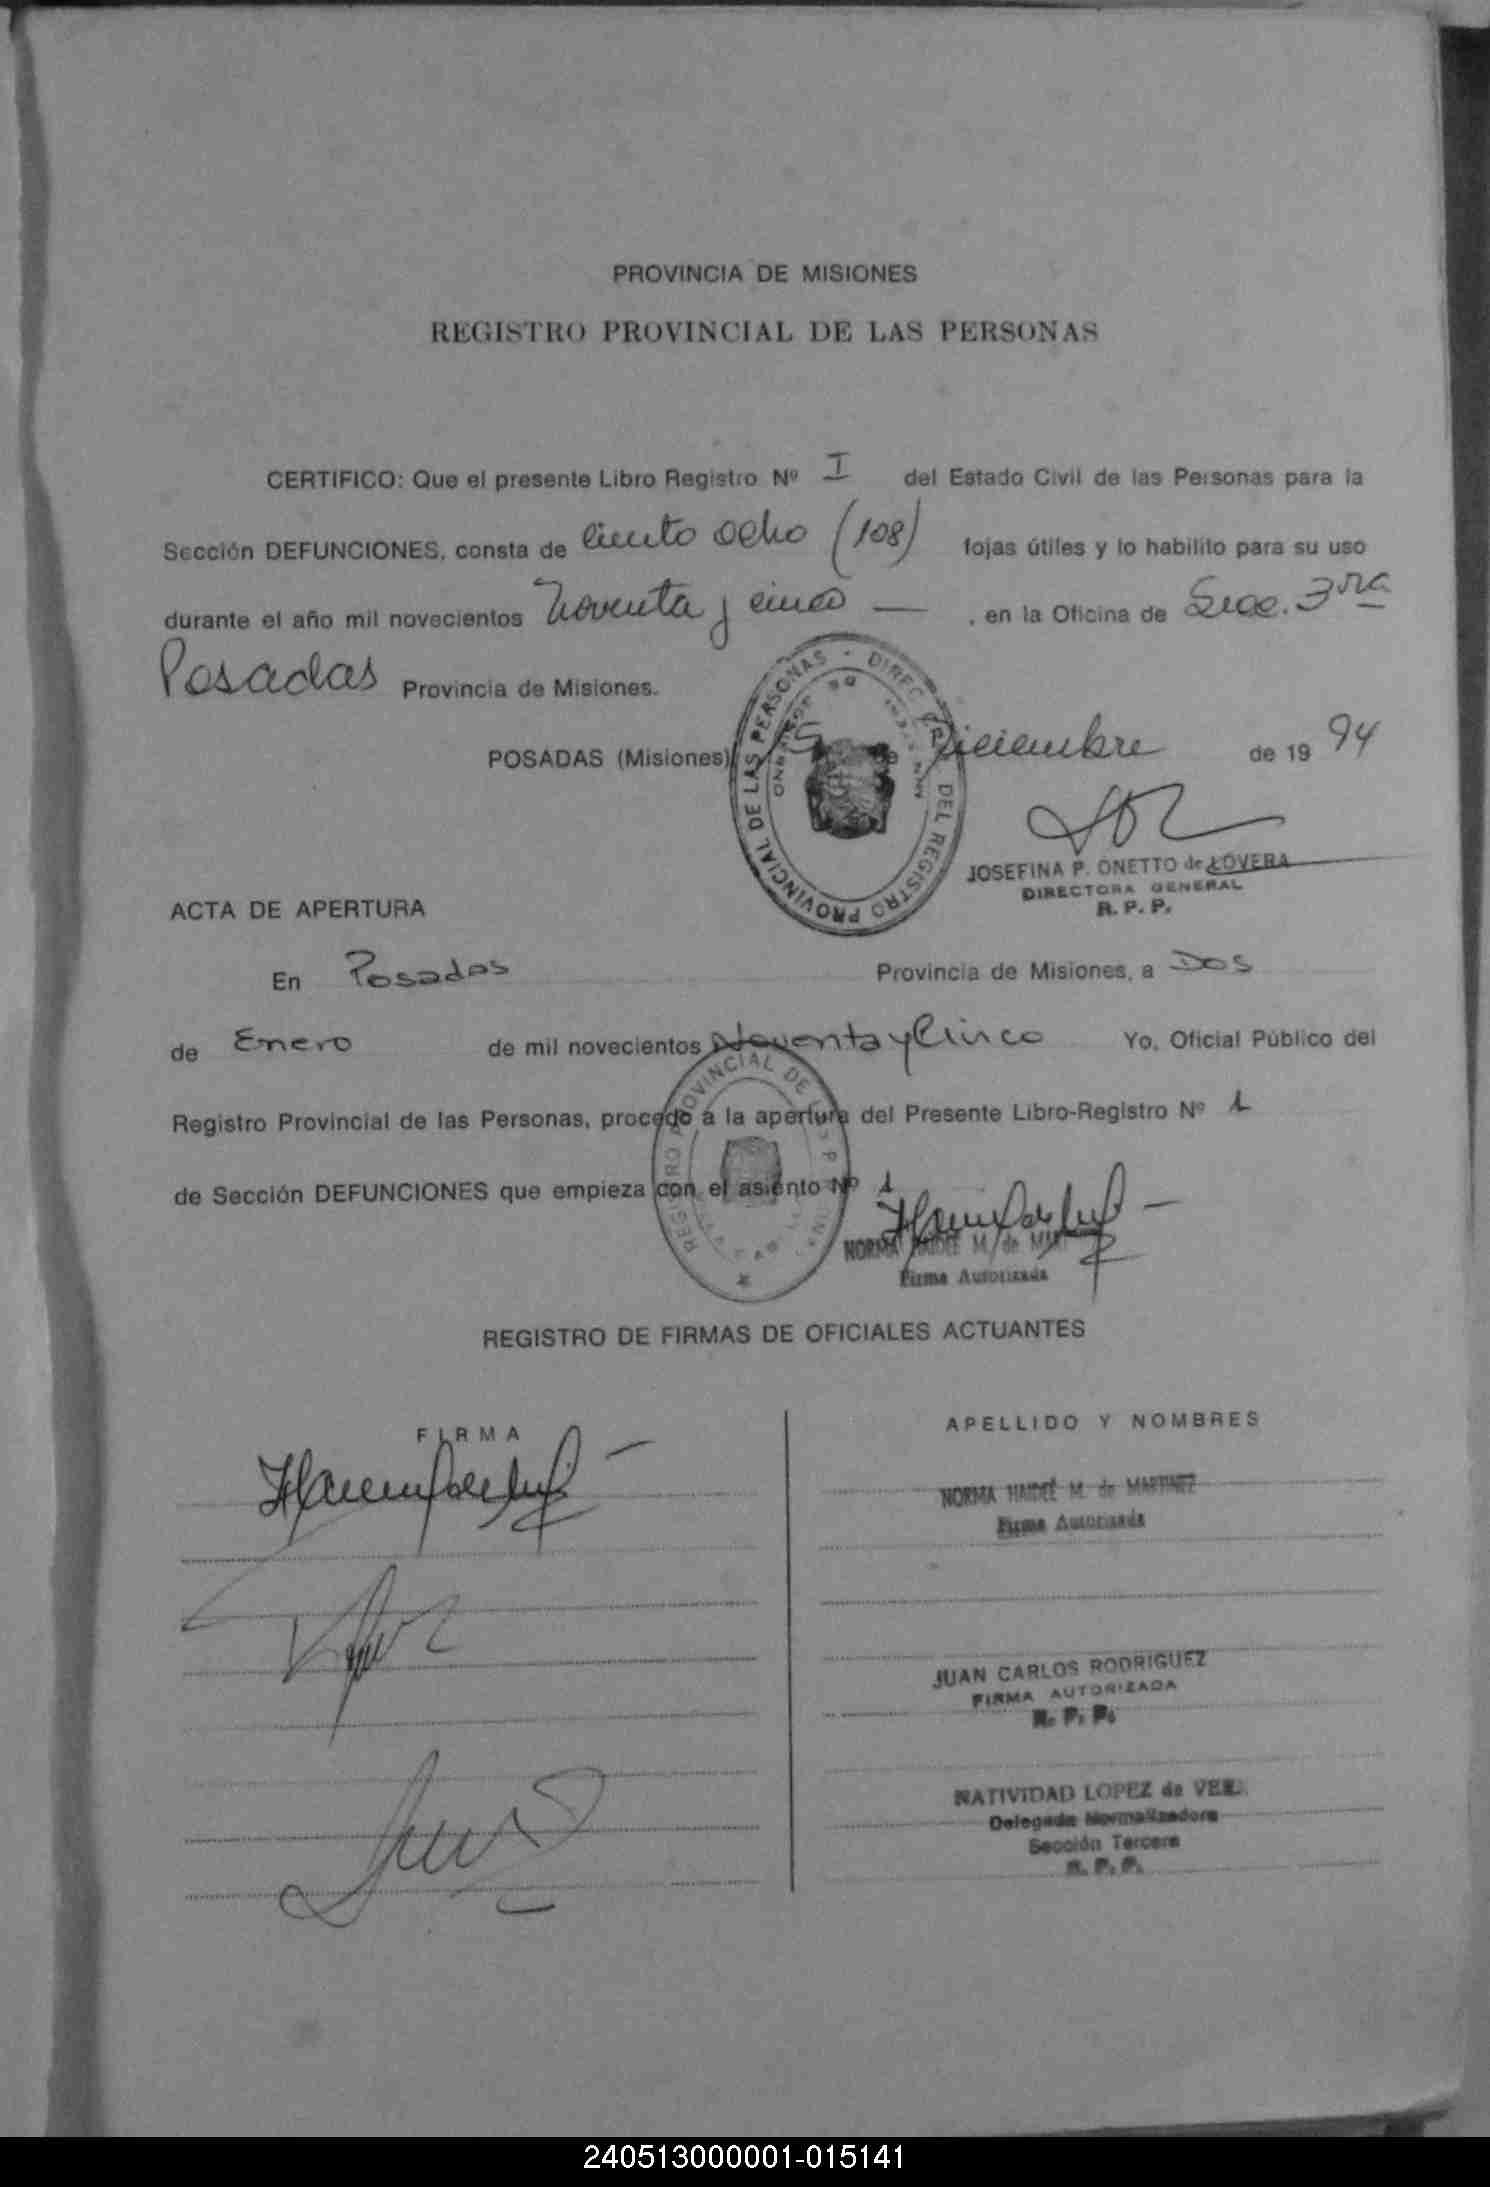 PROVINCIA DE MISIONES
REGISTRO PROVINCIAL DE LAS PERSONAS
CERTIFICO: Que el presente Libro Registro Nº I del Estado Civil de las Personas para la
Sección DEFUNCIONES, consta de Ciento Ocho (108) fojas útiles y lo habilito para su uso
durante el año mil novecientos Noventa y cinco — , en la Oficina de Secc. 3ra
Posadas Provincia de Misiones.
POSADAS (Misiones) 15 de Diciembre de 19 94
JOSEFINA P. ONETTO de LOVERA
DIRECTORA GENERAL
R. P. P.
ACTA DE APERTURA
En Posadas Provincia de Misiones, a Dos
de Enero de mil novecientos Noventa y Cinco Yo, Oficial Público del
Registro Provincial de las Personas, procedo a la apertura del Presente Libro-Registro Nº 1
de Sección DEFUNCIONES que empieza con el asiento Nº 1
NORMA HAIDEÉ M. de
Firma Autorizada
REGISTRO DE FIRMAS DE OFICIALES ACTUANTES
FIRMA APELLIDO Y NOMBRES
NORMA HAIDEÉ M. de MARTINEZ
Firma Autorizada
JUAN CARLOS RODRIGUEZ
FIRMA AUTORIZADA
R. P. P.
NATIVIDAD LOPEZ de
Delegada Normalizadora
Sección Tercera
R. P. P.
240513000001-015141